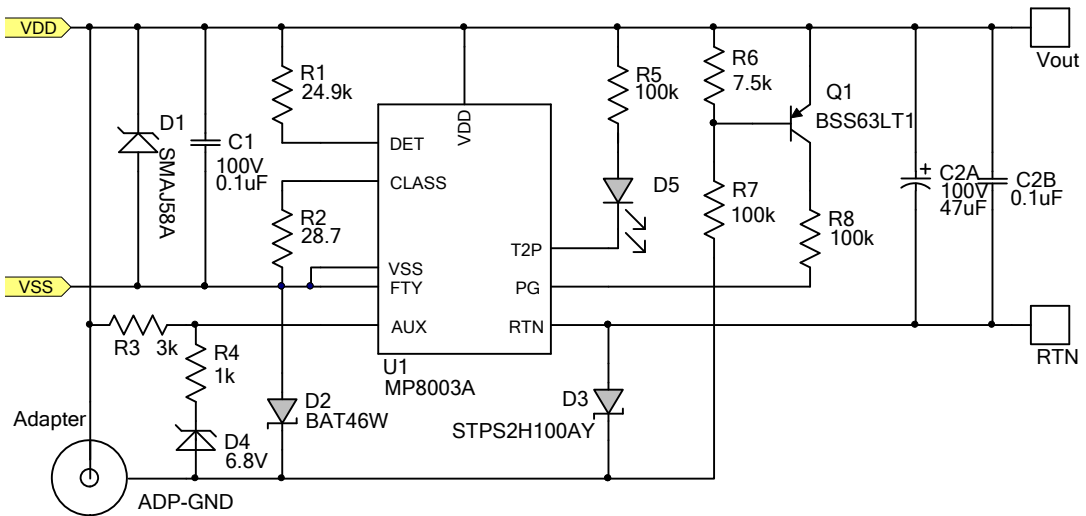 VDD
Vout
R1
24.9k
R5
100k
R6
7.5k
Q1
BSS63LT1
D1
SMAJ58A
C1
100V
0.1uF
VDD
DET
CLASS
D5
R7
100k
C2A
100V
47uF
C2B
0.1uF
R2
28.7
R8
100k
T2P
VSS
VSS
FTY
PG
AUX
RTN
RTN
R3
3k
R4
1k
U1
MP8003A
D2
BAT46W
D3
STPS2H100AY
Adapter
D4
6.8V
ADP-GND